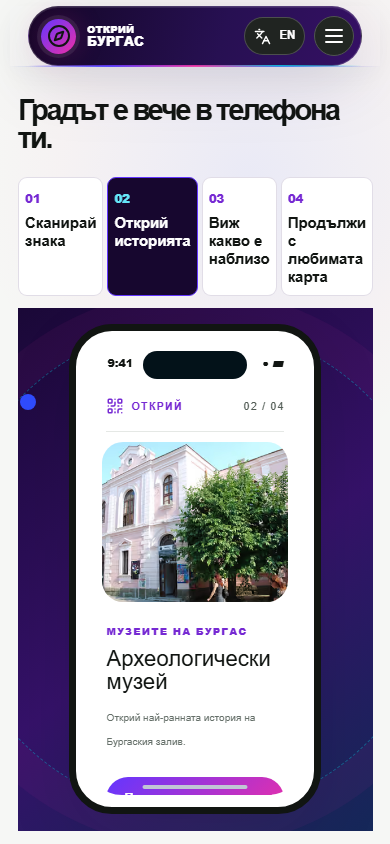 ОТКРИЙ
БУРГАС
EN
Градът е вече в телефона
ти.
01
Сканирай
знака
02
Открий
историята
03
Виж
какво е
наблизо
04
Продължи
с
любимата
карта
9:41
ОТКРИЙ
02 / 04
МУЗЕИТЕ НА БУРГАС
Археологически
музей
Открий най-ранната история на
Бургаския залив.